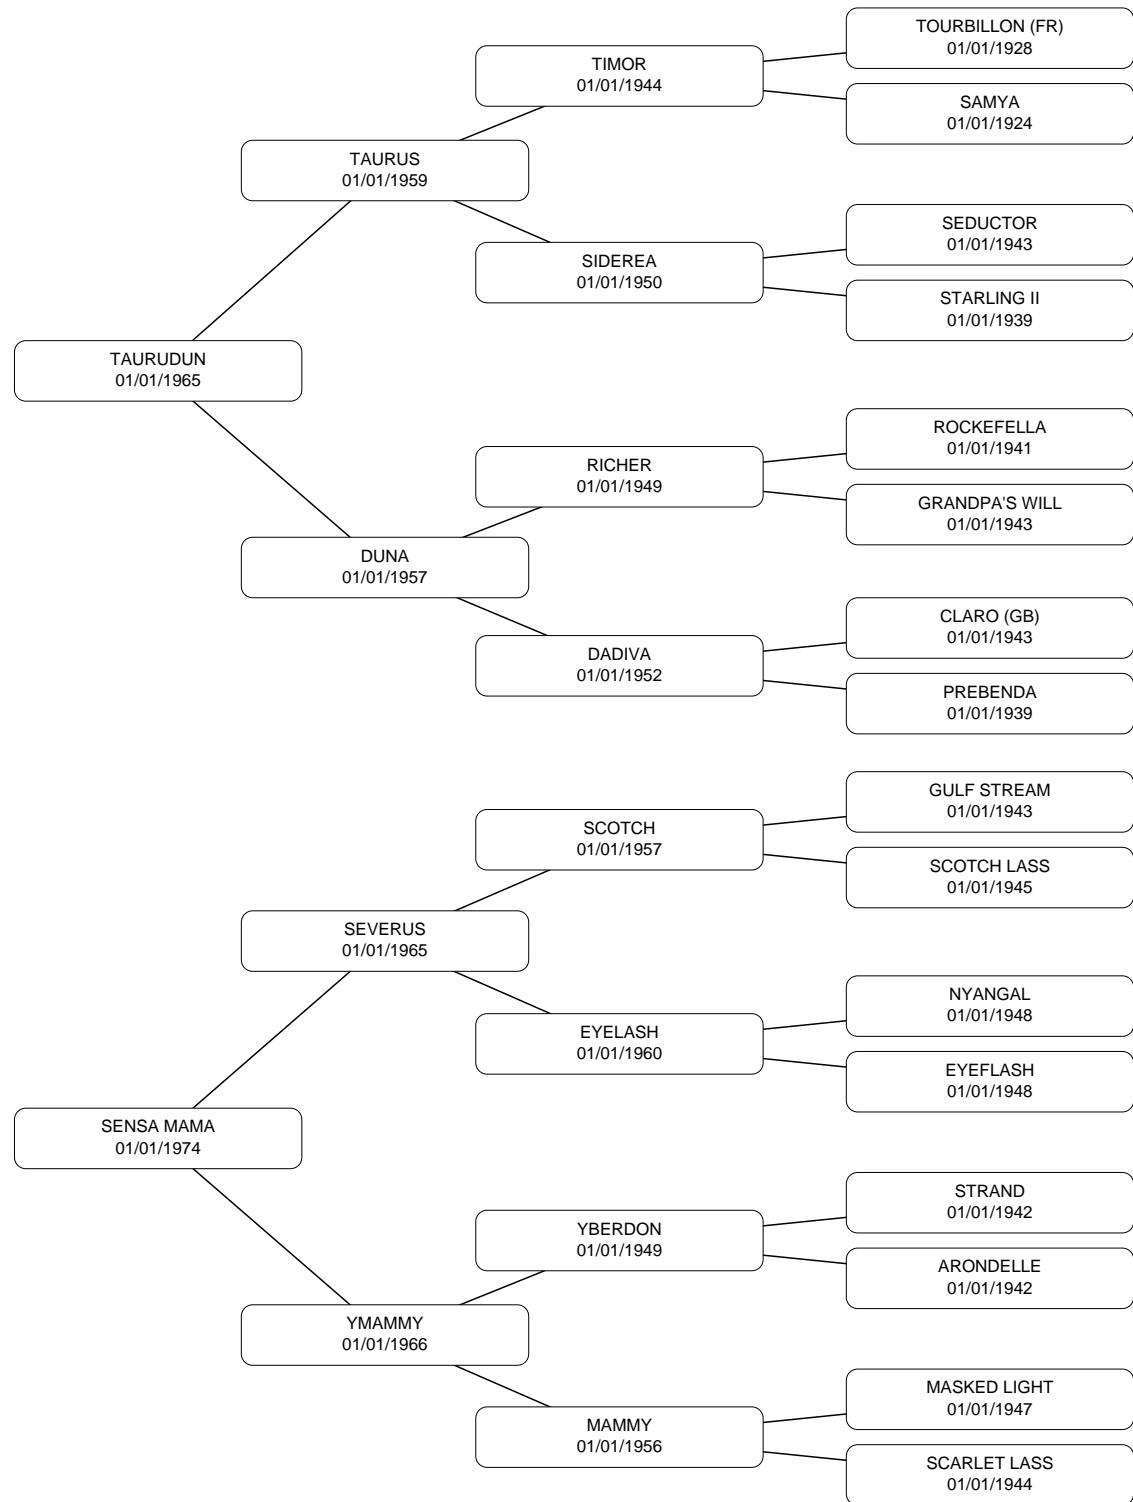 TOURBILLON (FR)
01/01/1928
TIMOR
01/01/1944
SAMYA
01/01/1924
TAURUS
01/01/1959
SEDUCTOR
01/01/1943
SIDEREA
01/01/1950
STARLING II
01/01/1939
TAURUDUN
01/01/1965
ROCKEFELLA
01/01/1941
RICHER
01/01/1949
GRANDPA'S WILL
01/01/1943
DUNA
01/01/1957
CLARO (GB)
01/01/1943
DADIVA
01/01/1952
PREBENDA
01/01/1939
GULF STREAM
01/01/1943
SCOTCH
01/01/1957
SCOTCH LASS
01/01/1945
SEVERUS
01/01/1965
NYANGAL
01/01/1948
EYELASH
01/01/1960
EYEFLASH
01/01/1948
SENSA MAMA
01/01/1974
STRAND
01/01/1942
YBERDON
01/01/1949
ARONDELLE
01/01/1942
YMAMMY
01/01/1966
MASKED LIGHT
01/01/1947
MAMMY
01/01/1956
SCARLET LASS
01/01/1944